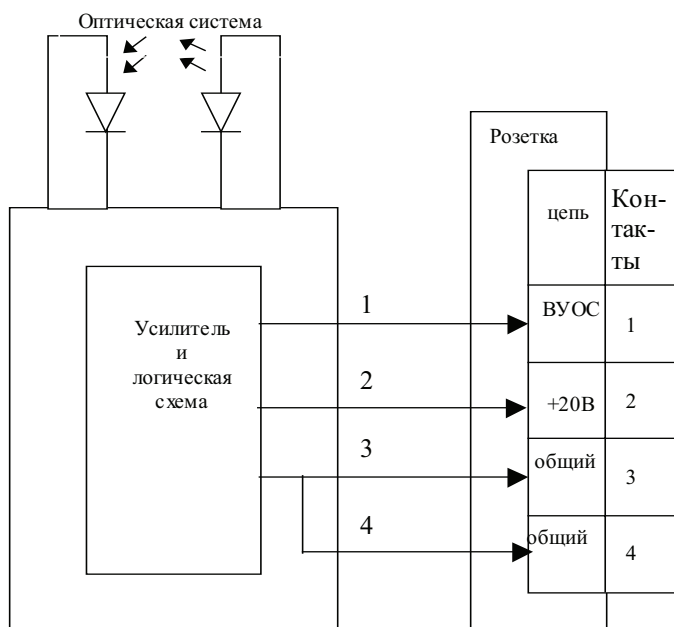 Оптическая система
Розетка
цепь
Кон-
так-
ты
Усилитель
и
логическая
схема
1
ВУОС
1
2
+20В
2
3
общий
3
4
общий
4